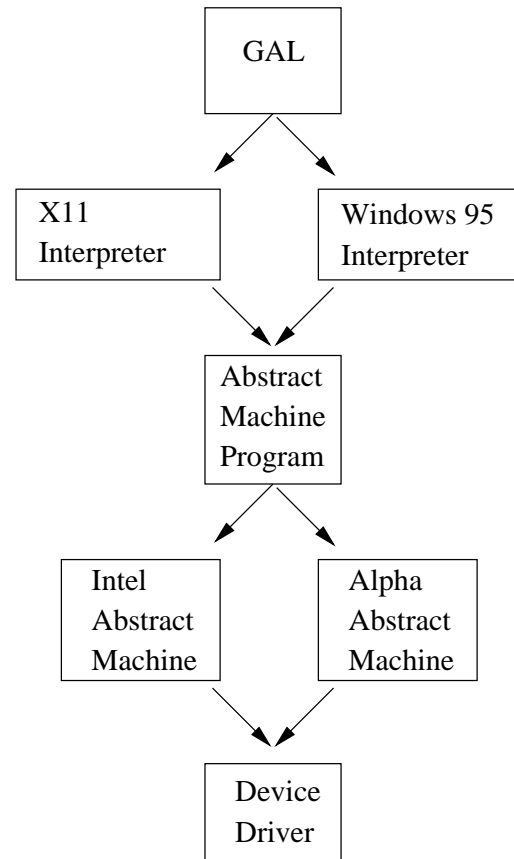 GAL
X11
Interpreter
Windows 95
Interpreter
Abstract
Machine
Program
Intel
Abstract
Machine
Alpha
Abstract
Machine
Device
Driver